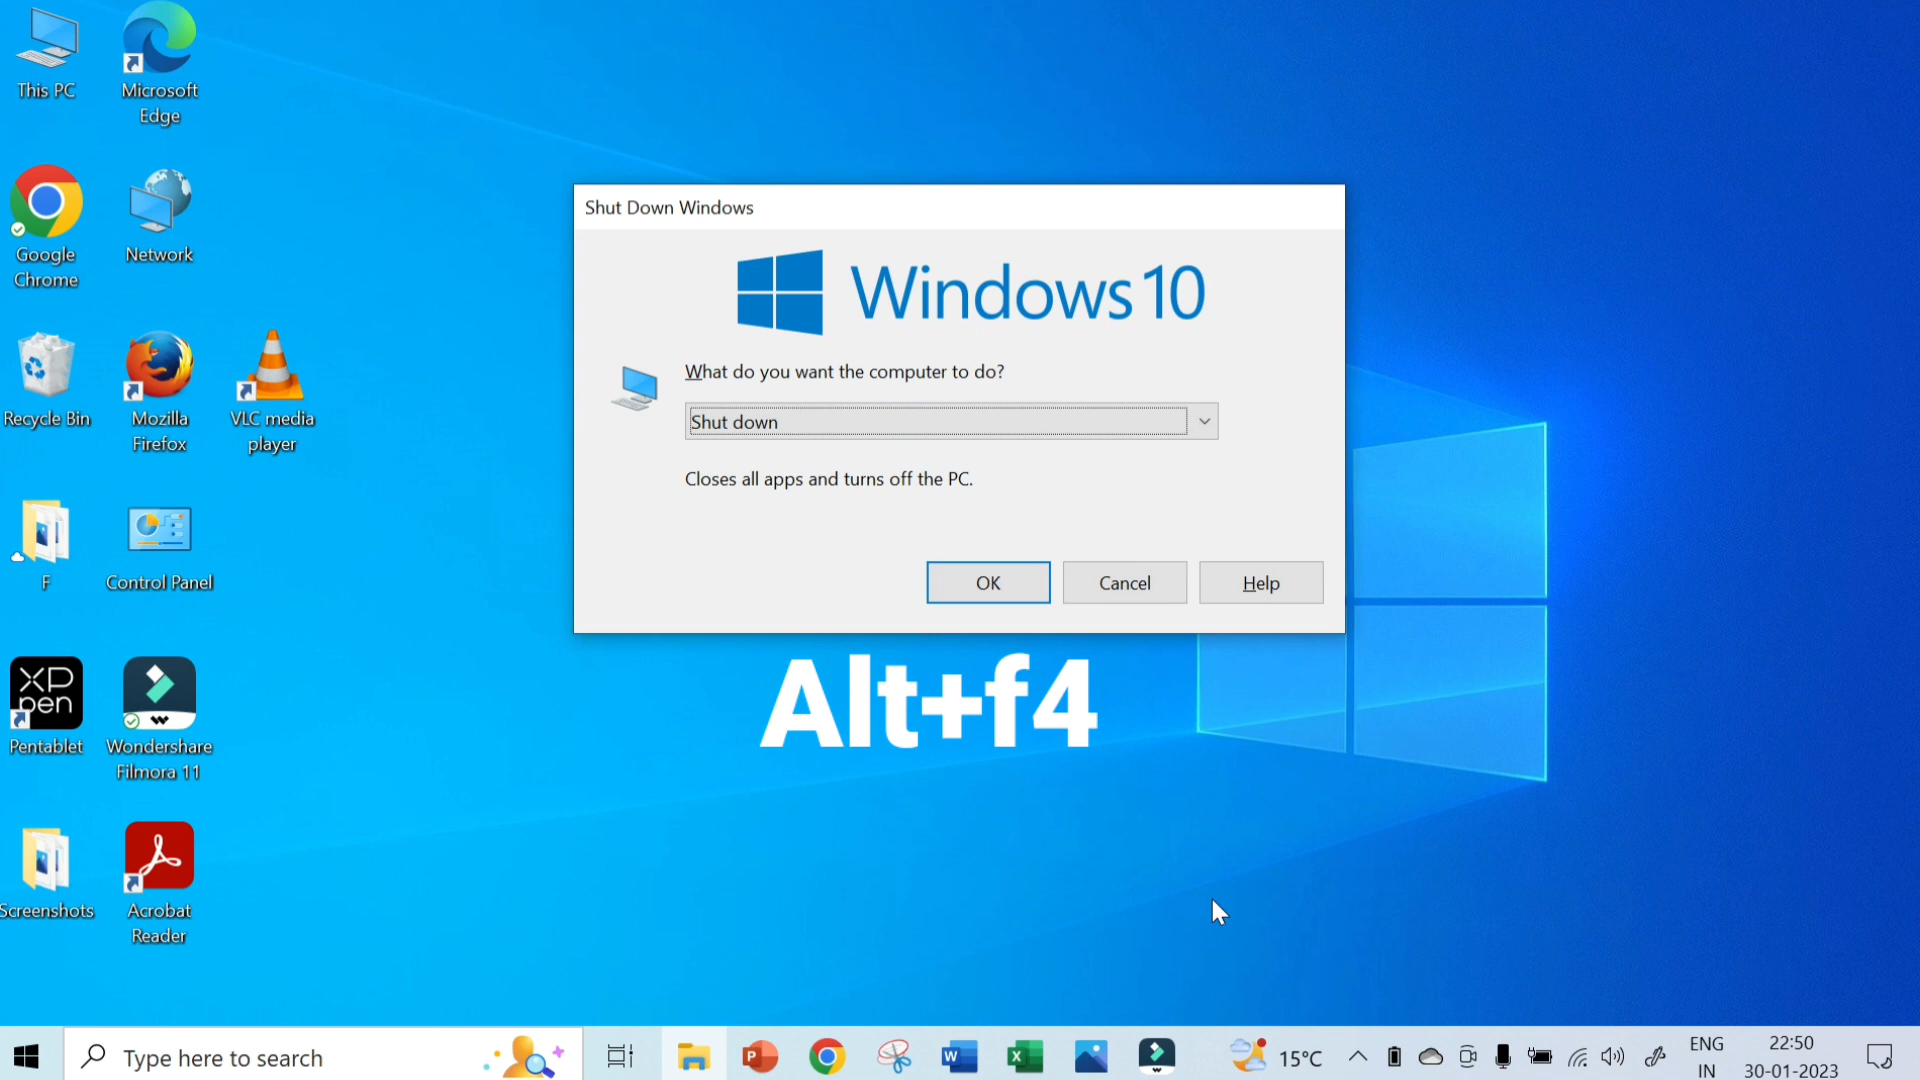 This PC
Microsoft
Edge
Google
Chrome
Network
Recycle Bin
Mozilla
Firefox
VLC media
player
F
Control Panel
XP
pen
Pentablet
Wondershare
Filmora 11
Screenshots
Acrobat
Reader
Shut Down Windows
Windows 10
What do you want the computer to do?
Shut down
Closes all apps and turns off the PC.
OK
Cancel
Help
Alt+f4
Type here to search
P
W
X
15°C
ENG
IN
22:50
30-01-2023